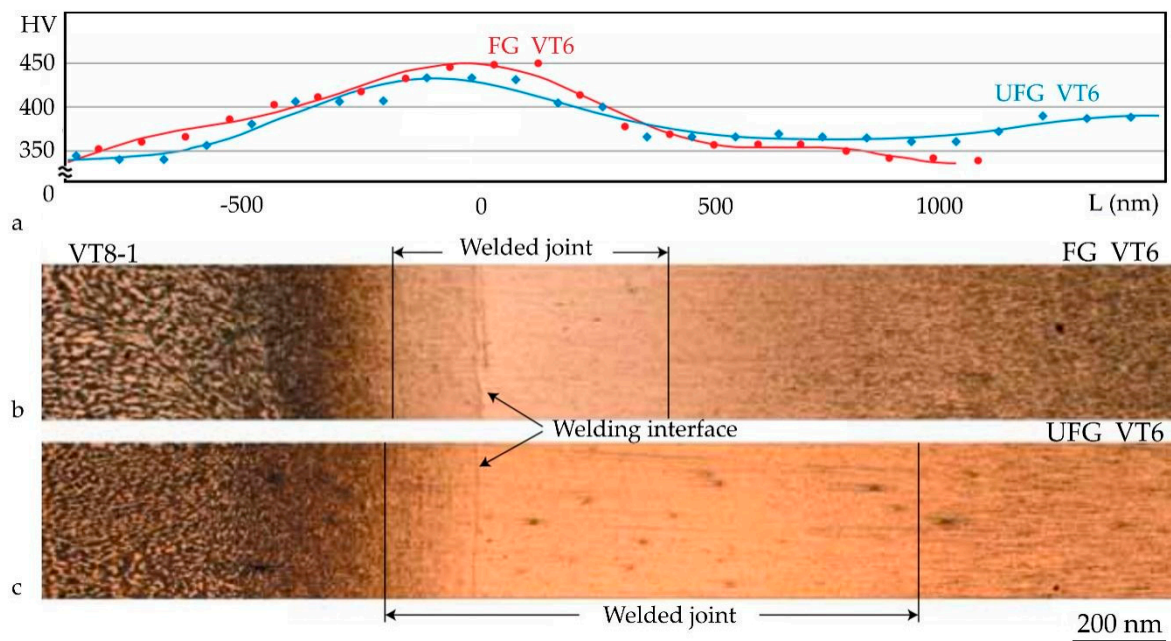 HV
450
400
350
0
FG VT6
UFG VT6
-500
0
500
1000
L (nm)
a
VT8-1
Welded joint
FG VT6
b
Welding interface
UFG VT6
c
Welded joint
200 nm